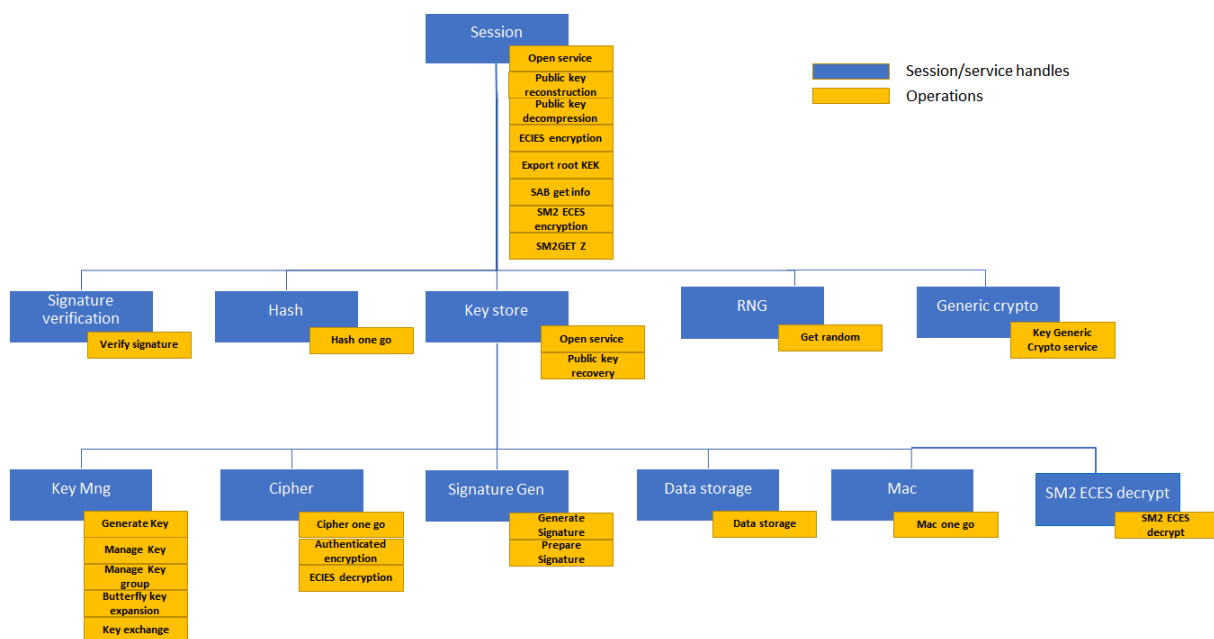 Session
Open service
Public key
reconstruction
Public key
decompression
ECIES encryption
Export root KEK
SAB get info
SM2 ECES
encryption
SM2GET Z
Session/service handles
Operations
Signature
verification
Verify signature
Hash
Hash one go
Key store
Open service
Public key
recovery
RNG
Get random
Generic crypto
Key Generic
Crypto service
Key Mng
Generate Key
Manage Key
Manage Key
group
Butterfly key
expansion
Key exchange
Cipher
Cipher one go
Authenticated
encryption
ECIES decryption
Signature Gen
Generate
Signature
Prepare
Signature
Data storage
Data storage
Mac
Mac one go
SM2 ECES decrypt
SM2 ECES
decrypt